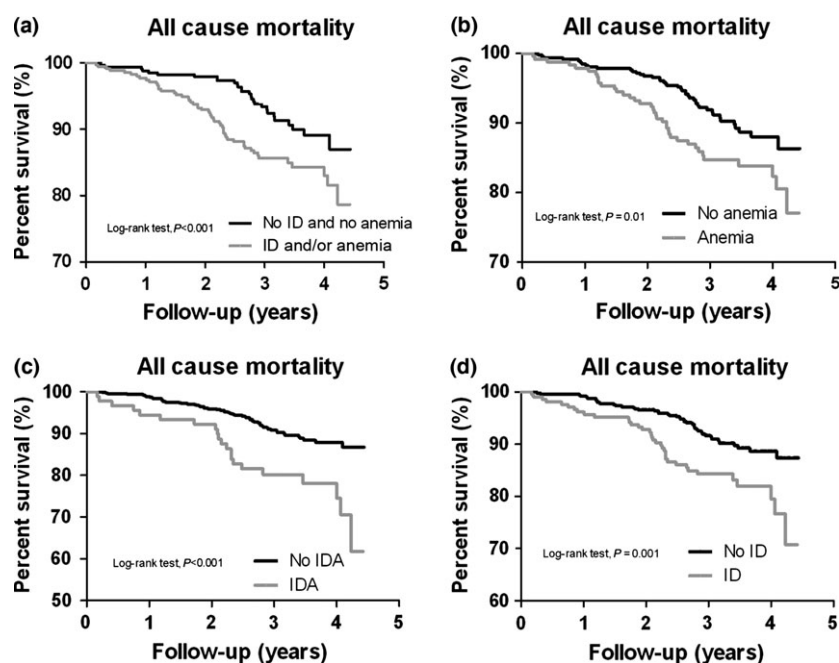 (a)
All cause mortality
Percent survival (%)
100
90
80
70
Log-rank test, P<0.001
No ID and no anemia
ID and/or anemia
0 1 2 3 4 5
Follow-up (years)
(b)
All cause mortality
Percent survival (%)
100
90
80
70
Log-rank test, P = 0.01
No anemia
Anemia
0 1 2 3 4 5
Follow-up (years)
(c)
All cause mortality
Percent survival (%)
100
90
80
70
60
50
Log-rank test, P<0.001
No IDA
IDA
0 1 2 3 4 5
Follow-up (years)
(d)
All cause mortality
Percent survival (%)
100
90
80
70
60
Log-rank test, P = 0.001
No ID
ID
0 1 2 3 4 5
Follow-up (years)